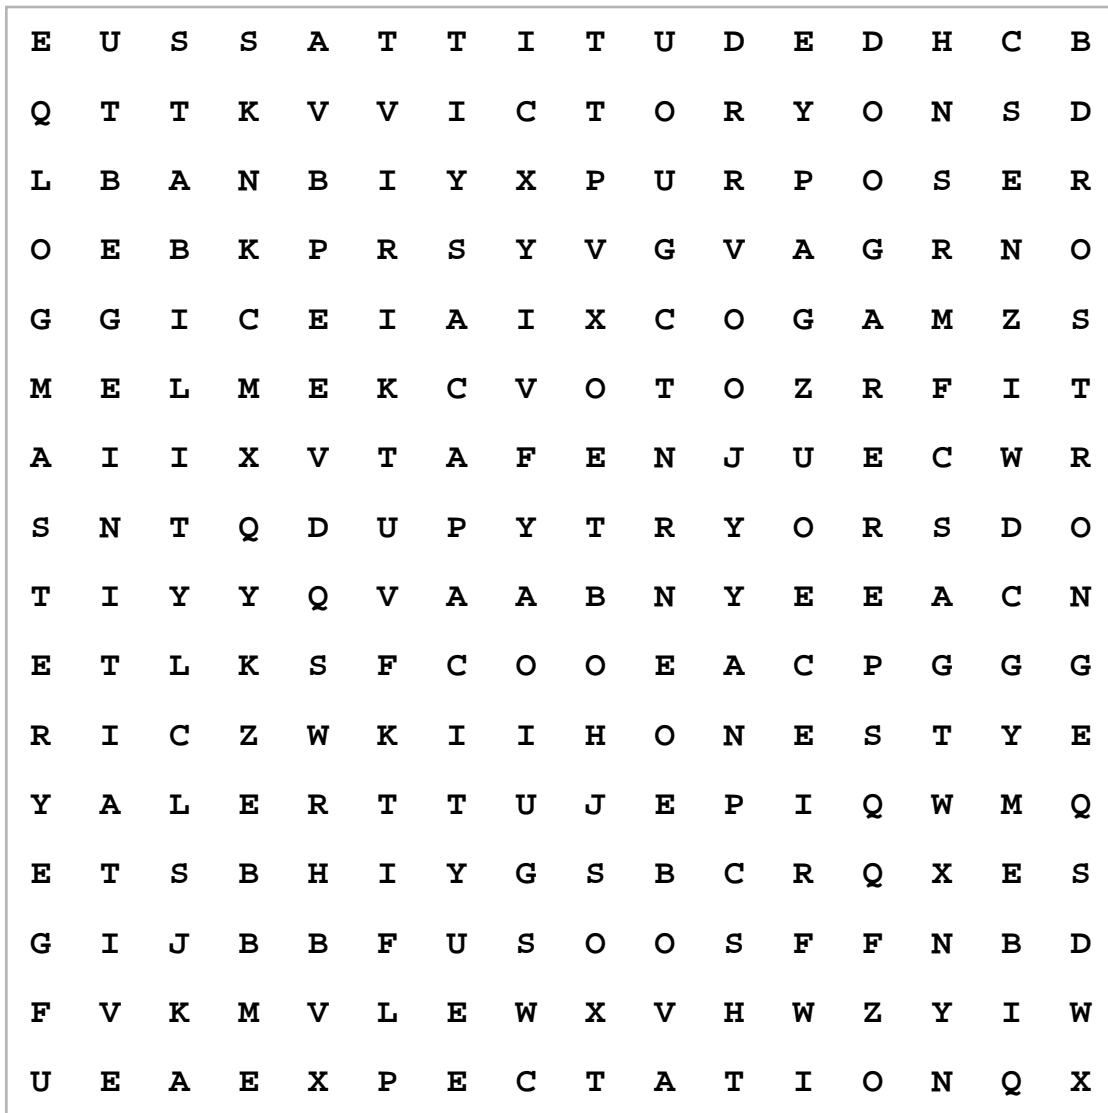 E U S S A T T I T U D E D H C B
Q T T K V V I C T O R Y O N S D
L B A N B I Y X P U R P O S E R
O E B K P R S Y V G V A G R N O
G G I C E I A I X C O G A M Z S
M E L M E K C V O T O Z R F I T
A I I X V T A F E N J U E C W R
S N T Q D U P Y T R Y O R S D O
T I Y Y Q V A A B N Y E E A C N
E T L K S F C O O E A C P G G G
R I C Z W K I I H O N E S T Y E
Y A L E R T T U J E P I Q W M Q
E T S B H I Y G S B C R Q X E S
G I J B B F U S O O S F F N B D
F V K M V L E W X V H W Z Y I W
U E A E X P E C T A T I O N Q X